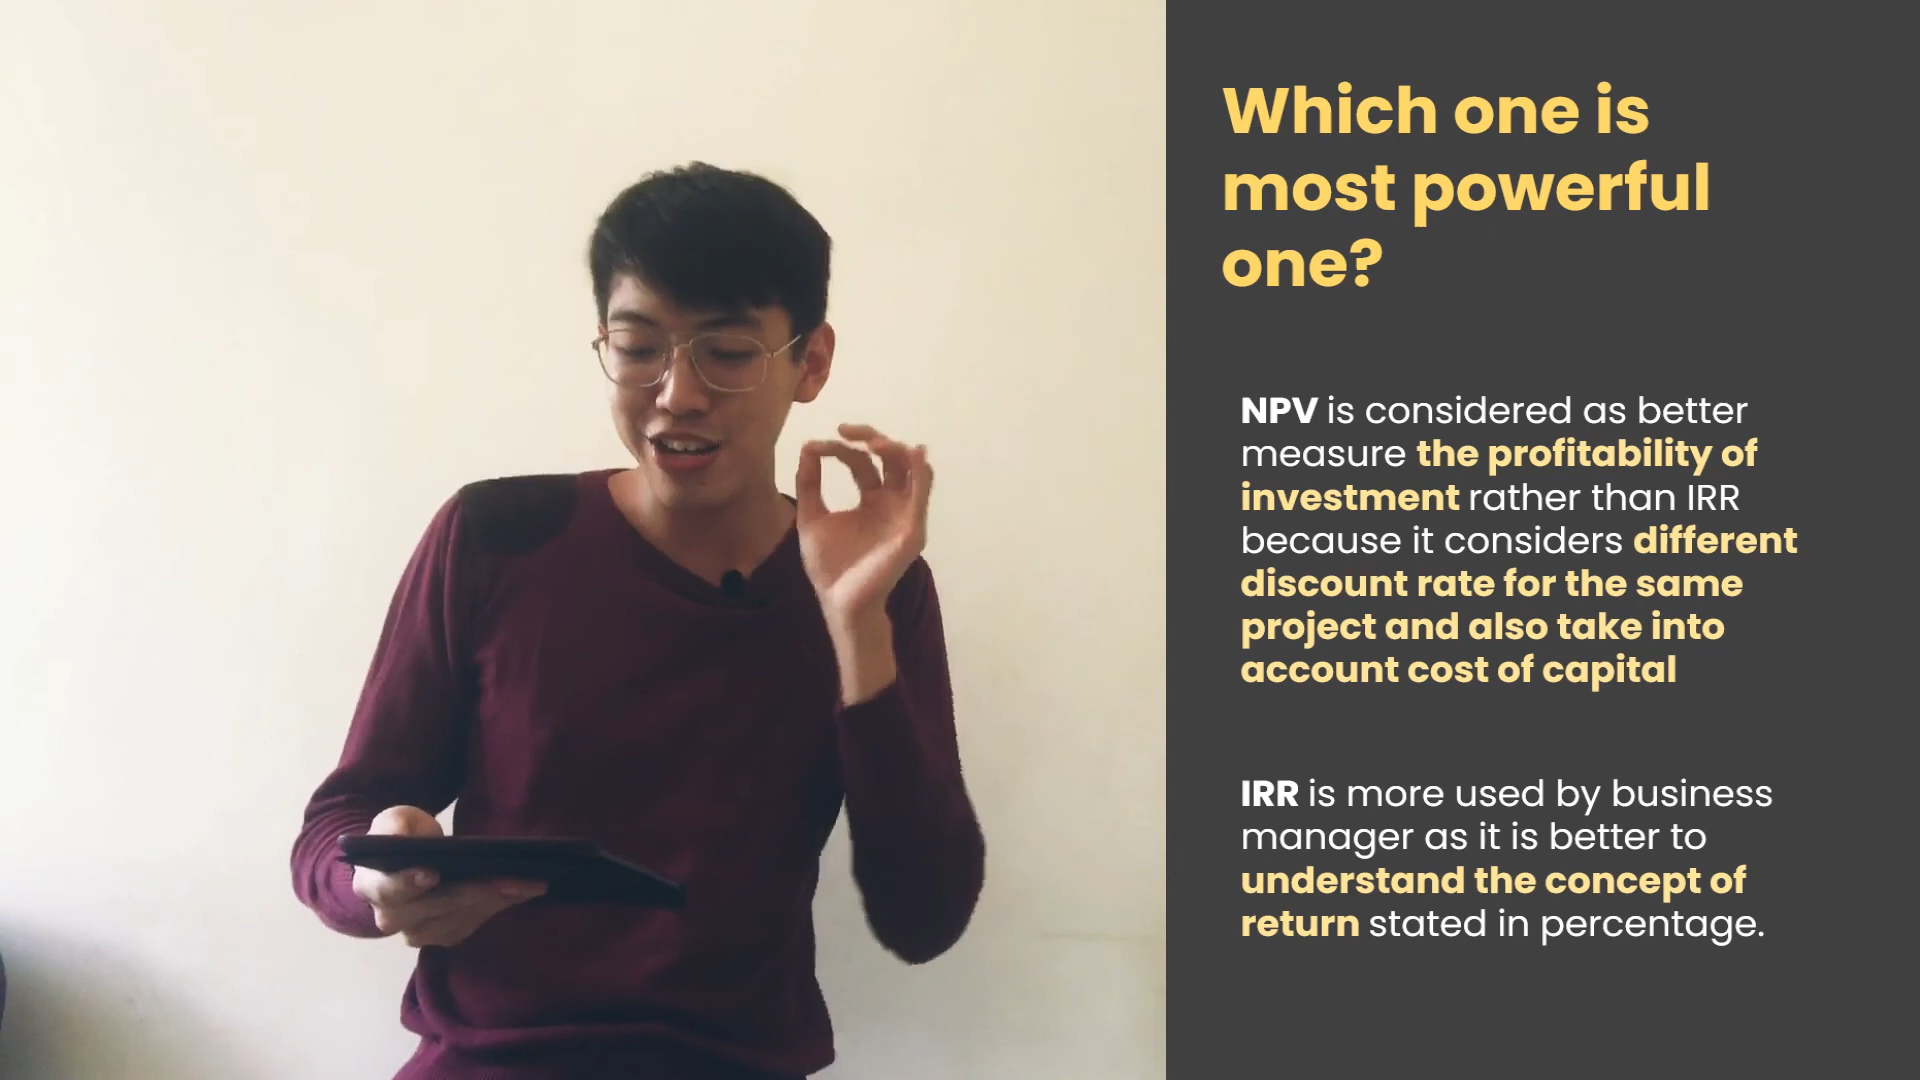 Which one is
most powerful
one?
NPV is considered as better
measure the profitability of
investment rather than IRR
because it considers different
discount rate for the same
project and also take into
account cost of capital
IRR is more used by business
manager as it is better to
understand the concept of
return stated in percentage.